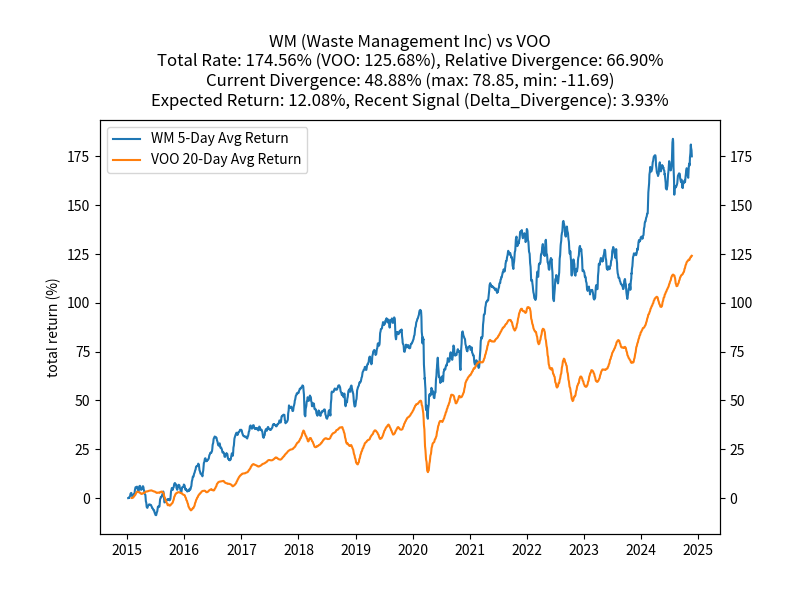 WM (Waste Management Inc) vs VOO
Total Rate: 174.56% (VOO: 125.68%), Relative Divergence: 66.90%
Current Divergence: 48.88% (max: 78.85, min: -11.69)
Expected Return: 12.08%, Recent Signal (Delta_Divergence): 3.93%
WM 5-Day Avg Return
VOO 20-Day Avg Return
total return (%)
175 175
150 150
125 125
100 100
75 75
50 50
25 25
0 0
2015 2016 2017 2018 2019 2020 2021 2022 2023 2024 2025